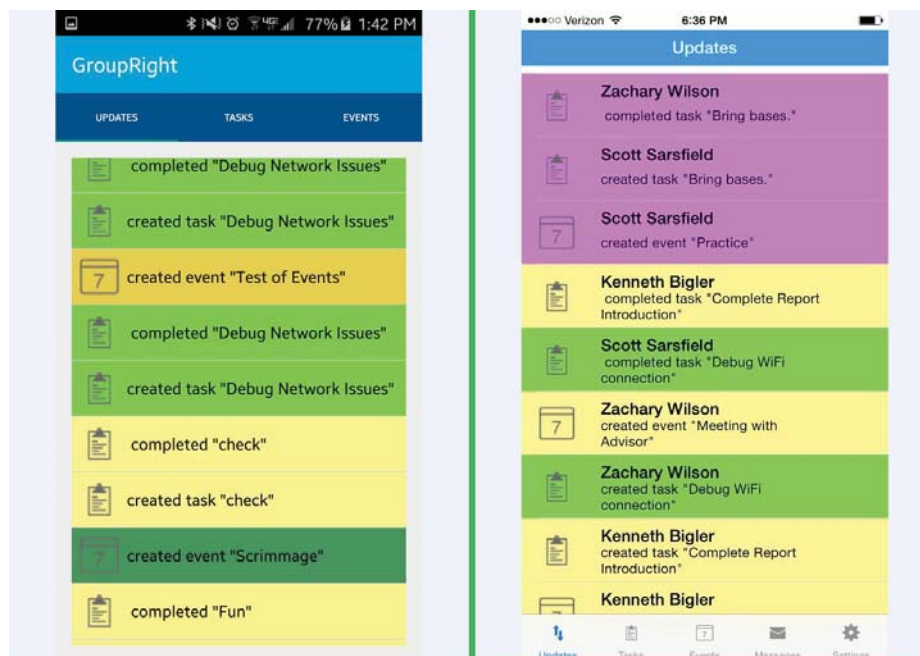 77% 1:42 PM
GroupRight
UPDATES TASKS EVENTS
completed "Debug Network Issues"
created task "Debug Network Issues"
7 created event "Test of Events"
completed "Debug Network Issues"
created task "Debug Network Issues"
completed "check"
created task "check"
7 created event "Scrimmage"
completed "Fun"
Verizon 6:36 PM
Updates
Zachary Wilson
completed task "Bring bases."
Scott Sarsfield
created task "Bring bases."
Scott Sarsfield
7 created event "Practice"
Kenneth Bigler
completed task "Complete Report
Introduction"
Scott Sarsfield
completed task "Debug WiFi
connection"
Zachary Wilson
7 created event "Meeting with
Advisor"
Zachary Wilson
created task "Debug WiFi
connection"
Kenneth Bigler
created task "Complete Report
Introduction"
Kenneth Bigler
7
Updates Tasks Events Messages Settings